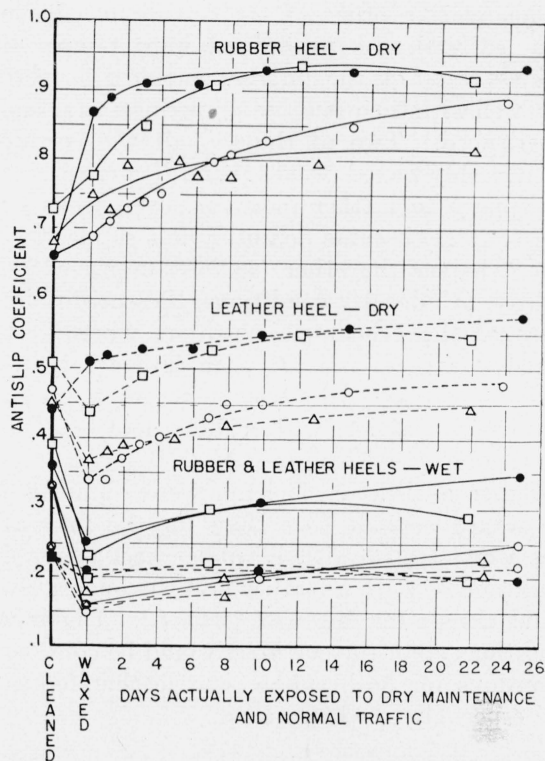 1.0
.9
.8
.7
.6
.5
.4
.3
.2
.1
ANTISLIP COEFFICIENT
RUBBER HEEL — DRY
LEATHER HEEL — DRY
RUBBER & LEATHER HEELS — WET
CLEANED
WAXED
2 4 6 8 10 12 14 16 18 20 22 24 26
DAYS ACTUALLY EXPOSED TO DRY MAINTENANCE
AND NORMAL TRAFFIC